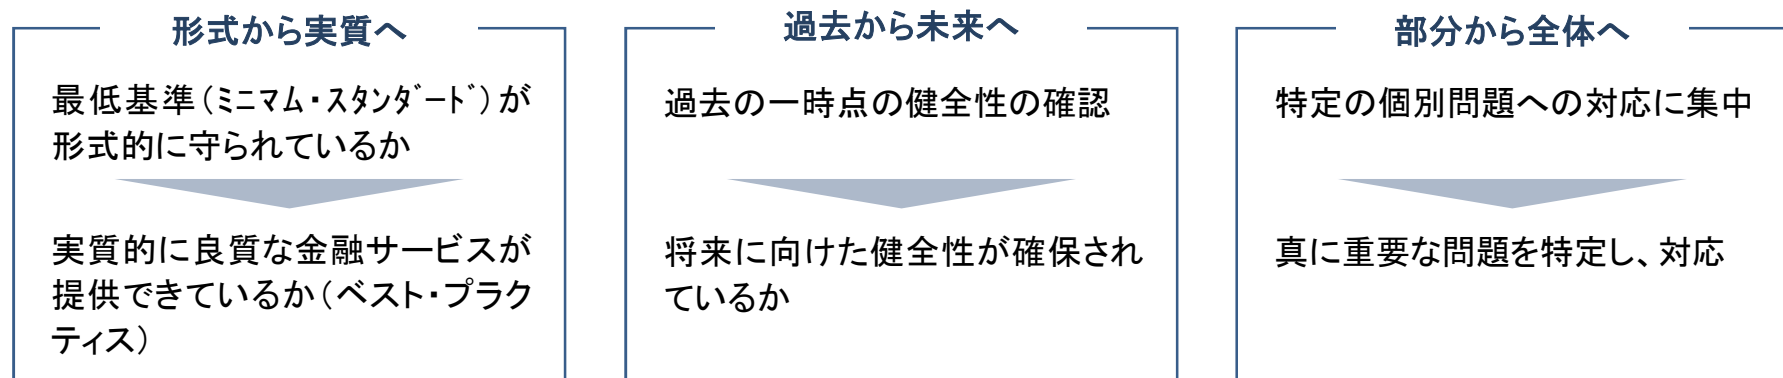 形式から実質へ
最低基準（ﾐﾆﾏﾑ・ｽﾀﾝﾀﾞｰﾄﾞ）が
形式的に守られているか
実質的に良質な金融サービスが
提供できているか（ベスト・プラク
ティス）
過去から未来へ
過去の一時点の健全性の確認
将来に向けた健全性が確保され
ているか
部分から全体へ
特定の個別問題への対応に集中
真に重要な問題を特定し、対応